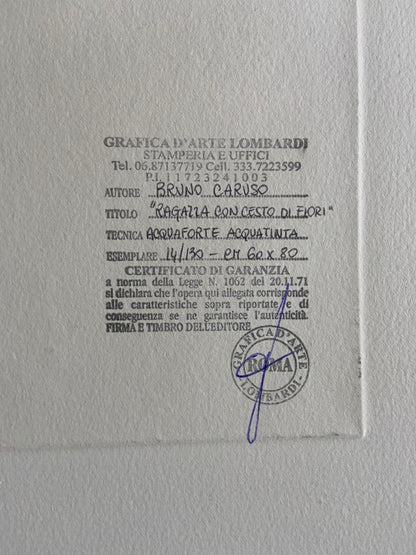 GRAFICA D'ARTE LOMBARDI
STAMPERIA E UFFICI
Tel. 06.87137719 Cell. 333.7223599
P.I. 11723241003
AUTORE BRUNO CARUSO
TITOLO "RAGAZZA CON CESTO DI FIORI"
TECNICA ACQUAFORTE ACQUATINTA
ESEMPLARE 14/130 - CM 60 x 80
CERTIFICATO DI GARANZIA
a norma della Legge N. 1062 del 20.11.71
si dichiara che l'opera qui allegata corrisponde
alle caratteristiche sopra riportate e di
conseguenza se ne garantisce l'autenticità.
FIRMA E TIMBRO DELL'EDITORE
GRAFICA D'ARTE
ROMA
LOMBARDI